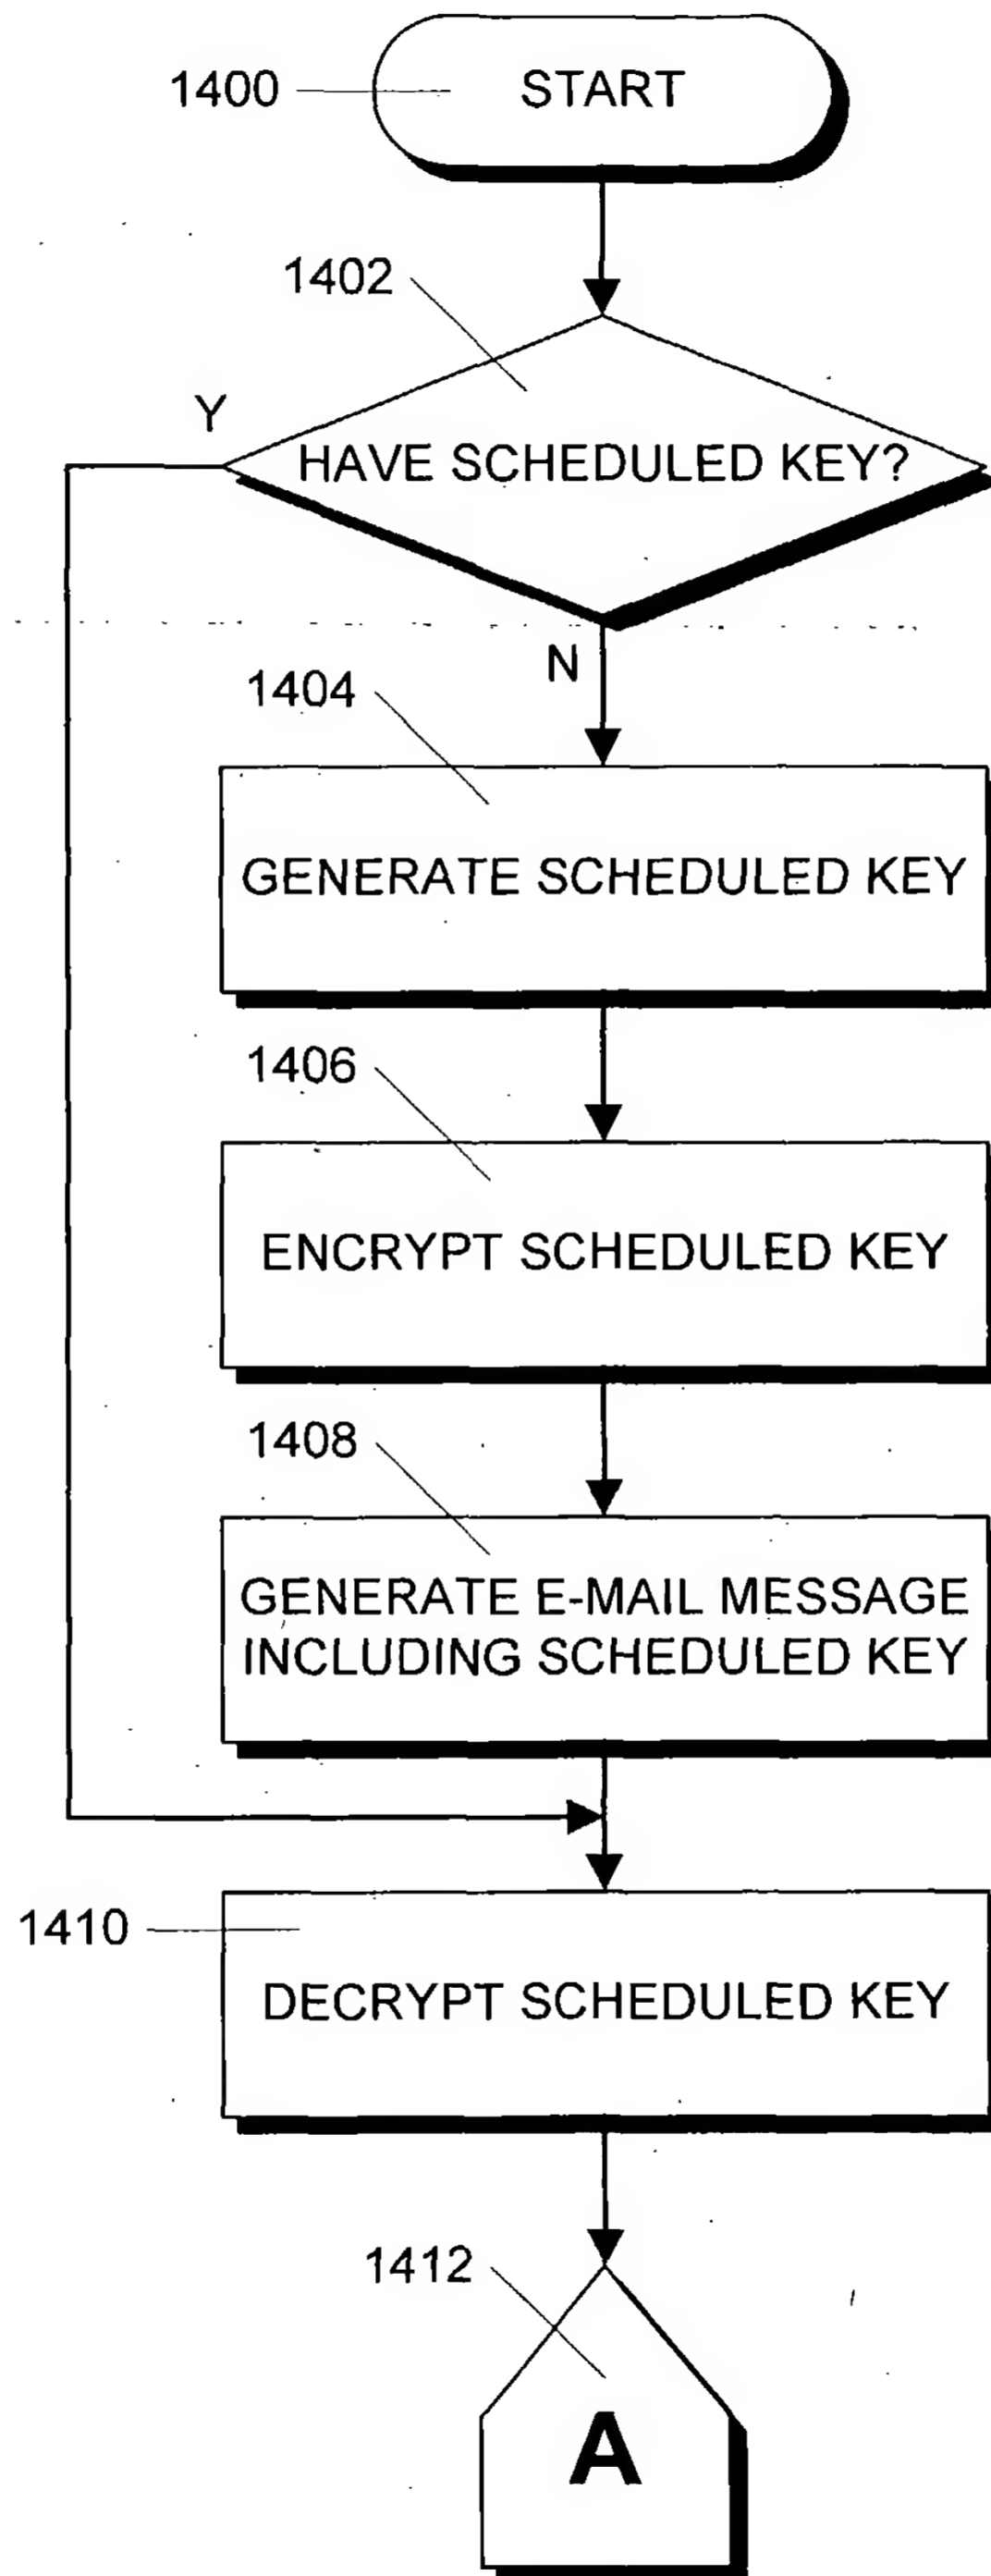 1400
START
1402
Y
HAVE SCHEDULED KEY?
N
1404
GENERATE SCHEDULED KEY
1406
ENCRYPT SCHEDULED KEY
1408
GENERATE E-MAIL MESSAGE
INCLUDING SCHEDULED KEY
1410
DECRYPT SCHEDULED KEY
1412
A